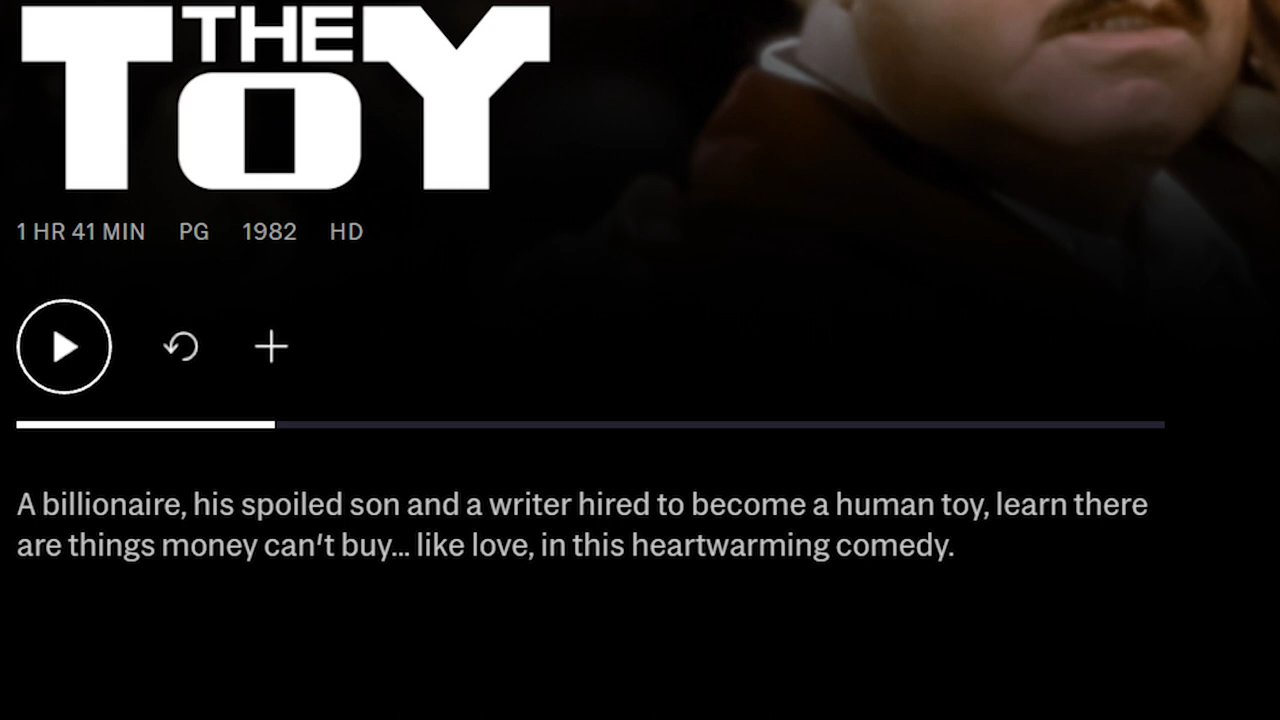 THE
TOY
1 HR 41 MIN PG 1982 HD
A billionaire, his spoiled son and a writer hired to become a human toy, learn there
are things money can't buy... like love, in this heartwarming comedy.